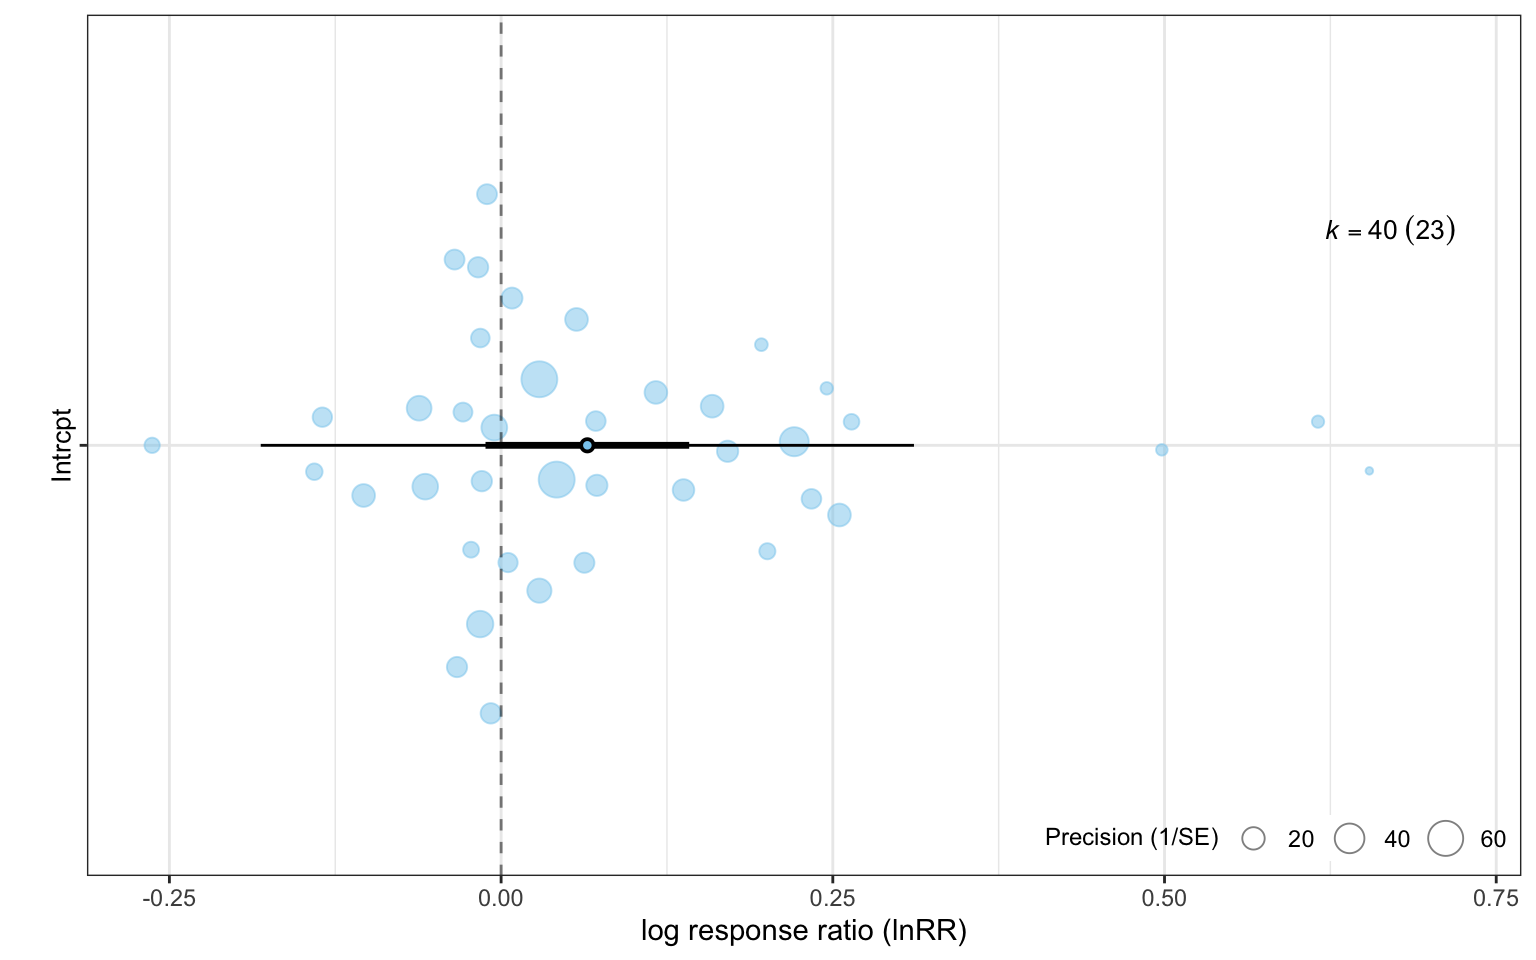 k = 40 (23)
Intrcpt
Precision (1/SE) 20 40 60
-0.25 0.00 0.25 0.50 0.75
log response ratio (lnRR)